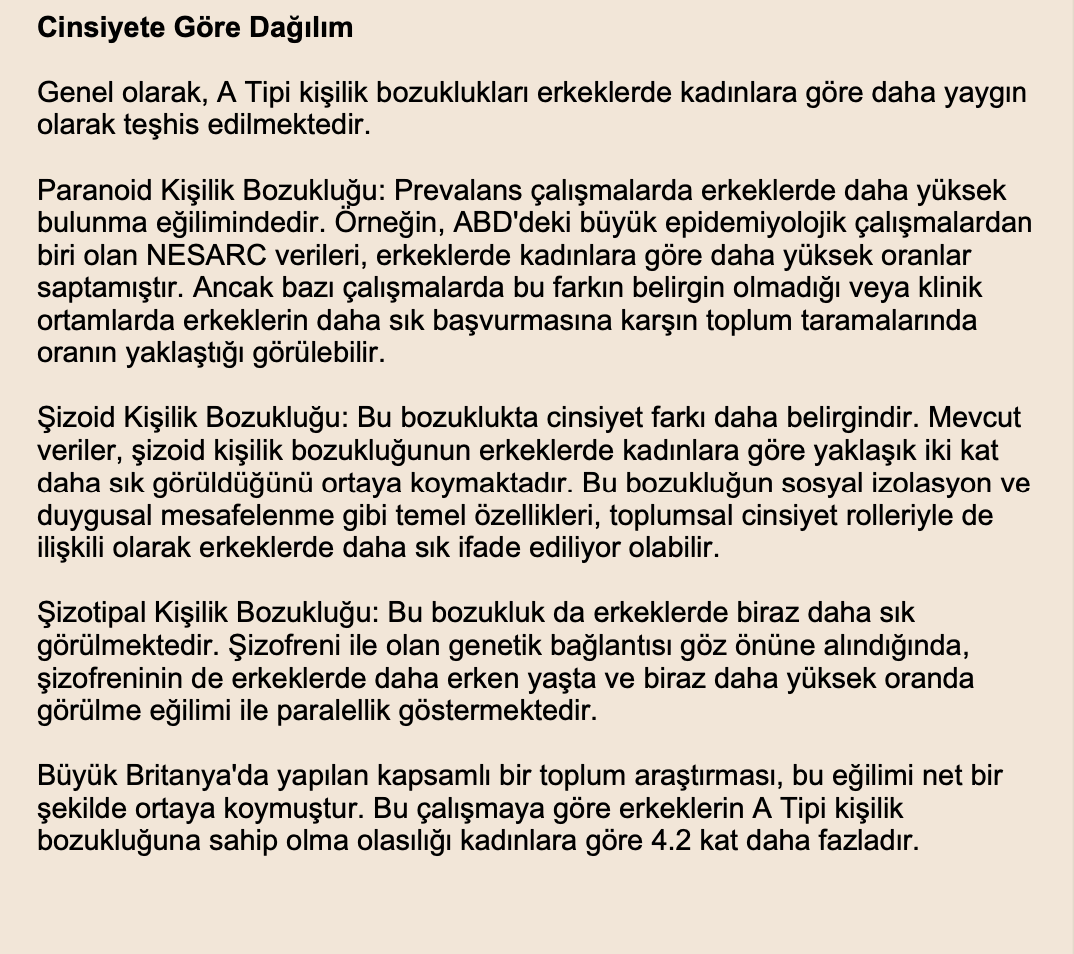 Cinsiyete Göre Dağılım
Genel olarak, A Tipi kişilik bozuklukları erkeklerde kadınlara göre daha yaygın
olarak teşhis edilmektedir.
Paranoid Kişilik Bozukluğu: Prevalans çalışmalarda erkeklerde daha yüksek
bulunma eğilimindedir. Örneğin, ABD'deki büyük epidemiyolojik çalışmalardan
biri olan NESARC verileri, erkeklerde kadınlara göre daha yüksek oranlar
saptamıştır. Ancak bazı çalışmalarda bu farkın belirgin olmadığı veya klinik
ortamlarda erkeklerin daha sık başvurmasına karşın toplum taramalarında
oranın yaklaştığı görülebilir.
Şizoid Kişilik Bozukluğu: Bu bozuklukta cinsiyet farkı daha belirgindir. Mevcut
veriler, şizoid kişilik bozukluğunun erkeklerde kadınlara göre yaklaşık iki kat
daha sık görüldüğünü ortaya koymaktadır. Bu bozukluğun sosyal izolasyon ve
duygusal mesafelenme gibi temel özellikleri, toplumsal cinsiyet rolleriyle de
ilişkili olarak erkeklerde daha sık ifade ediliyor olabilir.
Şizotipal Kişilik Bozukluğu: Bu bozukluk da erkeklerde biraz daha sık
görülmektedir. Şizofreni ile olan genetik bağlantısı göz önüne alındığında,
şizofreninin de erkeklerde daha erken yaşta ve biraz daha yüksek oranda
görülme eğilimi ile paralellik göstermektedir.
Büyük Britanya'da yapılan kapsamlı bir toplum araştırması, bu eğilimi net bir
şekilde ortaya koymuştur. Bu çalışmaya göre erkeklerin A Tipi kişilik
bozukluğuna sahip olma olasılığı kadınlara göre 4.2 kat daha fazladır.